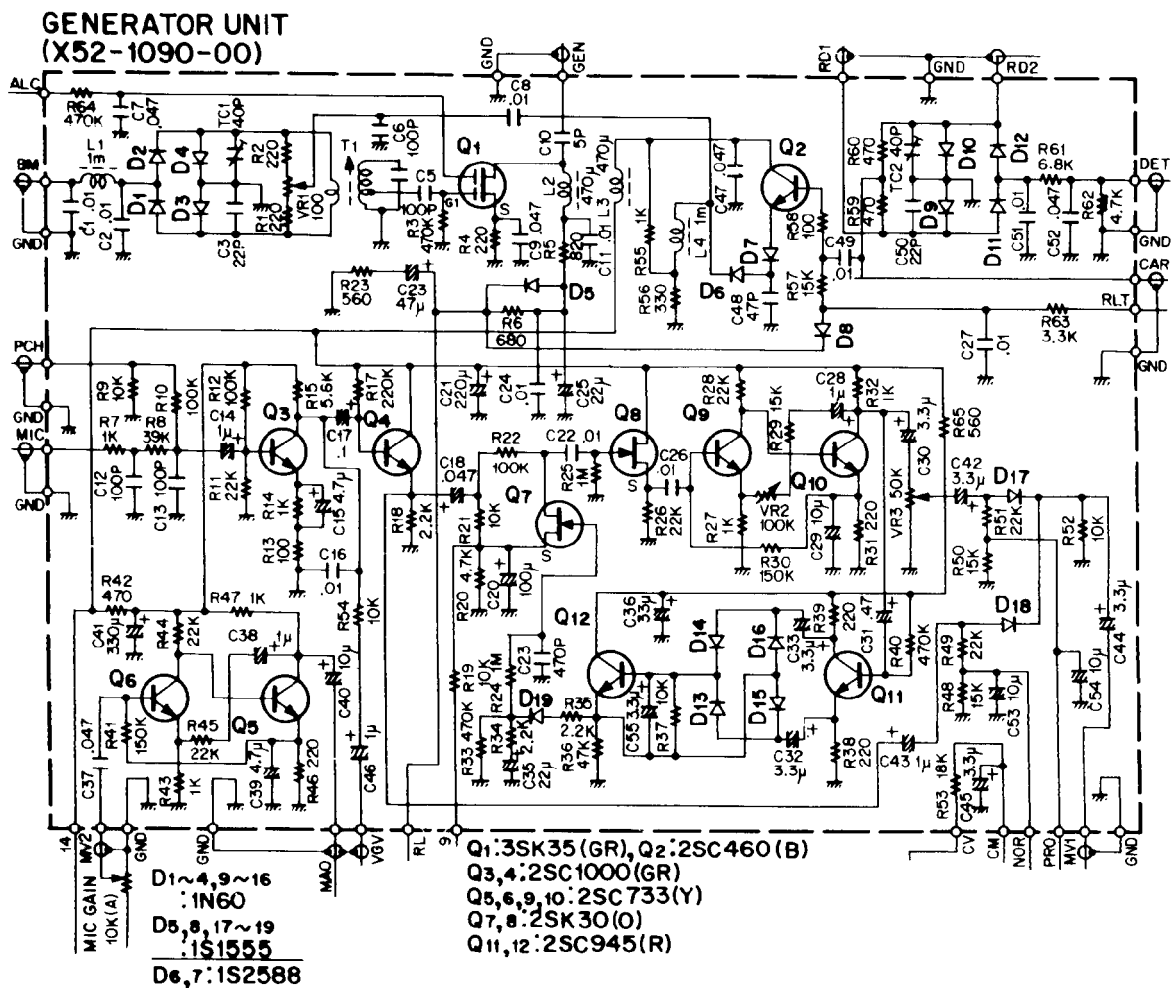 GENERATOR UNIT
(X52-1090-00)
GND
GEN
RD1
GND
RD2
ALC
R64
470K
C7
.047
TC1
40P
C6
100P
C8
.01
C10
5P
470μ
C47
.047
Q2
R60
470
TC2
40P
D10
D12
R61
6.8K
DET
L1
1m
D2
D4
R2
220
T1
Q1
L2
470μ
L3
R58
100
BM
GND
C1 .01
C2 .01
D1
D3
C3
22P
R1
220
VR1
100
C5
100P
G1
R3
470K
S
R4
220
C9 .047
R5
820
C11 .01
R55
1K
L4 1m
R56
330
D6
D7
C48
47P
R57
15K
C49
.01
R59
470
C50
22P
D9
D11
C51 .01
C52 .047
R62
4.7K
GND
CAR
R23
560
C23
47μ
D5
R6
680
D8
C27
.01
R63
3.3K
RLT
GND
PCH
GND
MIC
GND
R9
10K
R10
100K
R12
100K
R15
5.6K
R17
220K
C21
220μ
C24
.01
C25
22μ
R28
22K
15K
R29
C28
1μ
R32
1K
3.3μ
C30
R65
560
R7
1K
R8
39K
C14
1μ
Q3
C17
.1
Q4
Q8
Q9
Q10
C12
100P
C13 100P
R11
22K
R14
1K
C15 4.7μ
R13
100
C16
.01
R18
2.2K
C18
.047
R22
100K
C22 .01
R25
1M
Q7
S
S
R26
22K
C26
.01
R27
1K
VR2
100K
R30
150K
C29
10μ
R31 220
VR3 50K
C42
3.3μ
D17
R51
22K
R50
15K
R52
10K
R21
10K
R20 4.7K
C20
100μ
R42
470
R47 1K
R54
10K
C41
330μ
R44
22K
C38
1μ
Q12
C36
33μ
D14
D16
C33
3.3μ
R39
220
C31 .47
R40
470K
D18
R49
22K
R48
15K
C53 10μ
C54 10μ
C44
3.3μ
Q6
Q5
R41
150K
R45
22K
.047
C37
R43
1K
C39 4.7μ
R46
220
10μ
C40
1μ
C46
R19
10K
R24
1M
C23
470P
D19
R33 470K
R34
2.2K
C35
22μ
R35
2.2K
R36
47K
C55 3.3μ
R37
10K
D13
D15
C32
3.3μ
Q11
R38
220
C43 1μ
R53
18K
C45
3.3μ
14
MV2
GND
GND
MAO
VGV
RL
9
CV
CM
NOR
PRO
MV1
GND
MIC GAIN
10K(A)
D1~4,9~16
:1N60
D5,8,17~19
:1S1555
D6,7:1S2588
Q1:3SK35(GR),Q2:2SC460(B)
Q3,4:2SC1000(GR)
Q5,6,9,10:2SC733(Y)
Q7,8:2SK30(O)
Q11,12:2SC945(R)